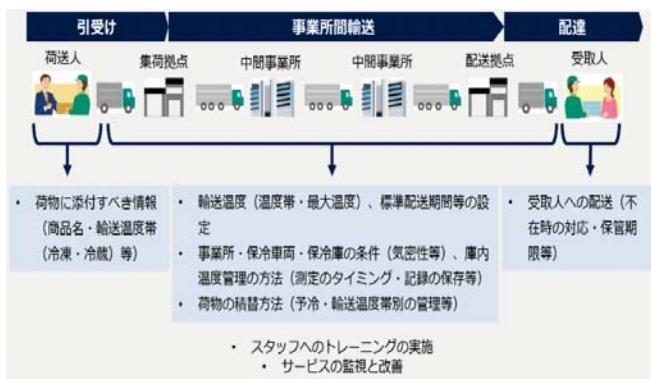 引受け
事業所間輸送
配達
荷送人
集荷拠点
中間事業所
中間事業所
配送拠点
受取人
• 荷物に添付すべき情報
（商品名・輸送温度帯
（冷凍・冷蔵）等）
• 輸送温度（温度帯・最大温度）、標準配送期間等の設
定
• 事業所・保冷車両・保冷庫の条件（気密性等）、庫内
温度管理の方法（測定のタイミング・記録の保存等）
• 荷物の積替方法（予冷・輸送温度帯別の管理等）
• 受取人への配送（不
在時の対応・保管期
限等）
• スタッフへのトレーニングの実施
• サービスの監視と改善